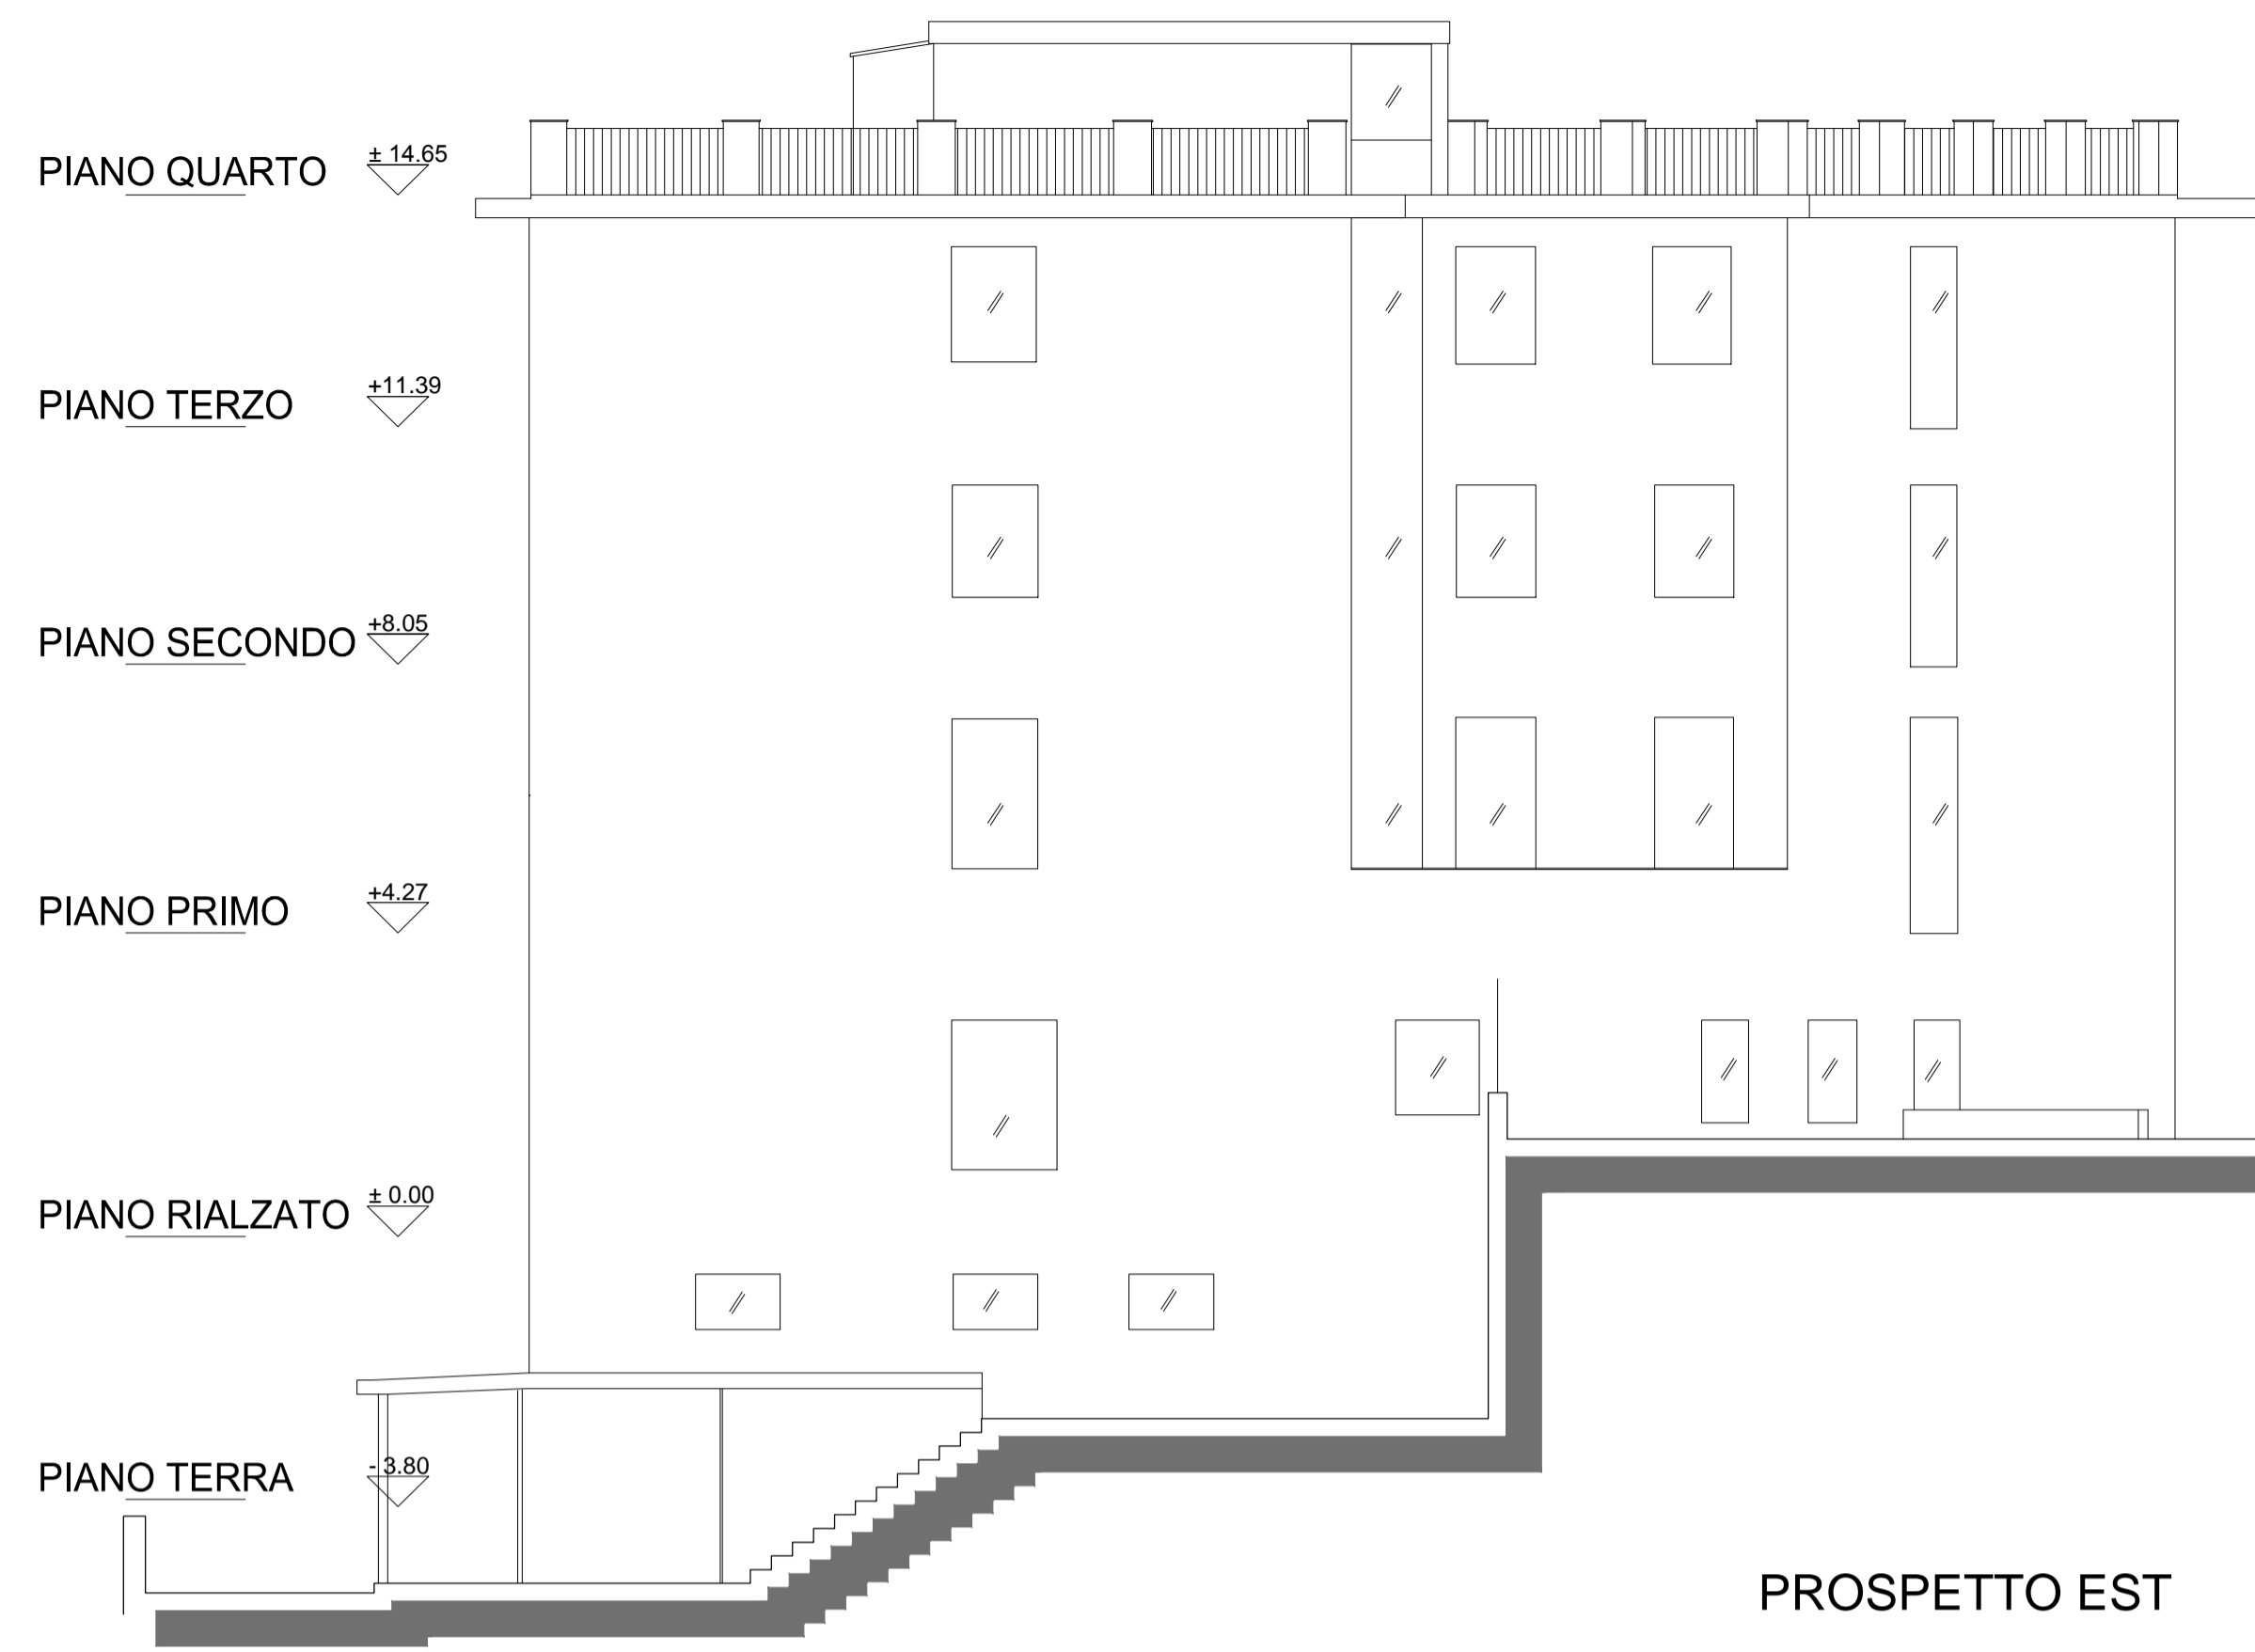 PIANO QUARTO ± 14.65
PIANO TERZO +11.39
PIANO SECONDO +8.05
PIANO PRIMO +4.27
PIANO RIALZATO ± 0.00
PIANO TERRA - 3.80
PROSPETTO EST